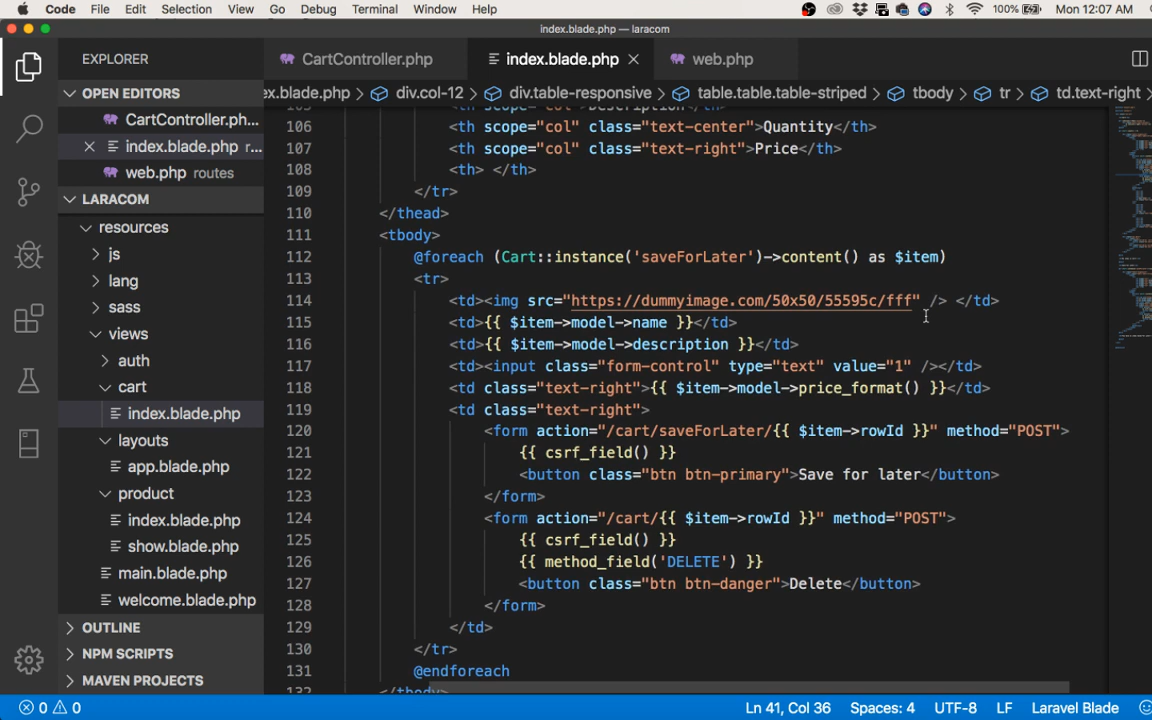 Code File Edit Selection View Go Debug Terminal Window Help 100% Mon 12:07 AM
index.blade.php — laracom
EXPLORER
CartController.php
index.blade.php
web.php
OPEN EDITORS
ex.blade.php > div.col-12 > div.table-responsive > table.table.table-striped > tbody > tr > td.text-right >
CartController.ph...
index.blade.php r...
web.php routes
LARACOM
resources
js
lang
sass
views
auth
cart
index.blade.php
layouts
app.blade.php
product
index.blade.php
show.blade.php
main.blade.php
welcome.blade.php
OUTLINE
NPM SCRIPTS
MAVEN PROJECTS
105 <th scope="col">Description</th>
106 <th scope="col" class="text-center">Quantity</th>
107 <th scope="col" class="text-right">Price</th>
108 <th> </th>
109 </tr>
110 </thead>
111 <tbody>
112 @foreach (Cart::instance('saveForLater')->content() as $item)
113 <tr>
114 <td><img src="https://dummyimage.com/50x50/55595c/fff" /> </td>
115 <td>{{ $item->model->name }}</td>
116 <td>{{ $item->model->description }}</td>
117 <td><input class="form-control" type="text" value="1" /></td>
118 <td class="text-right">{{ $item->model->price_format() }}</td>
119 <td class="text-right">
120 <form action="/cart/saveForLater/{{ $item->rowId }}" method="POST">
121 {{ csrf_field() }}
122 <button class="btn btn-primary">Save for later</button>
123 </form>
124 <form action="/cart/{{ $item->rowId }}" method="POST">
125 {{ csrf_field() }}
126 {{ method_field('DELETE') }}
127 <button class="btn btn-danger">Delete</button>
128 </form>
129 </td>
130 </tr>
131 @endforeach
132 </tbody>
0 0
Ln 41, Col 36 Spaces: 4 UTF-8 LF Laravel Blade